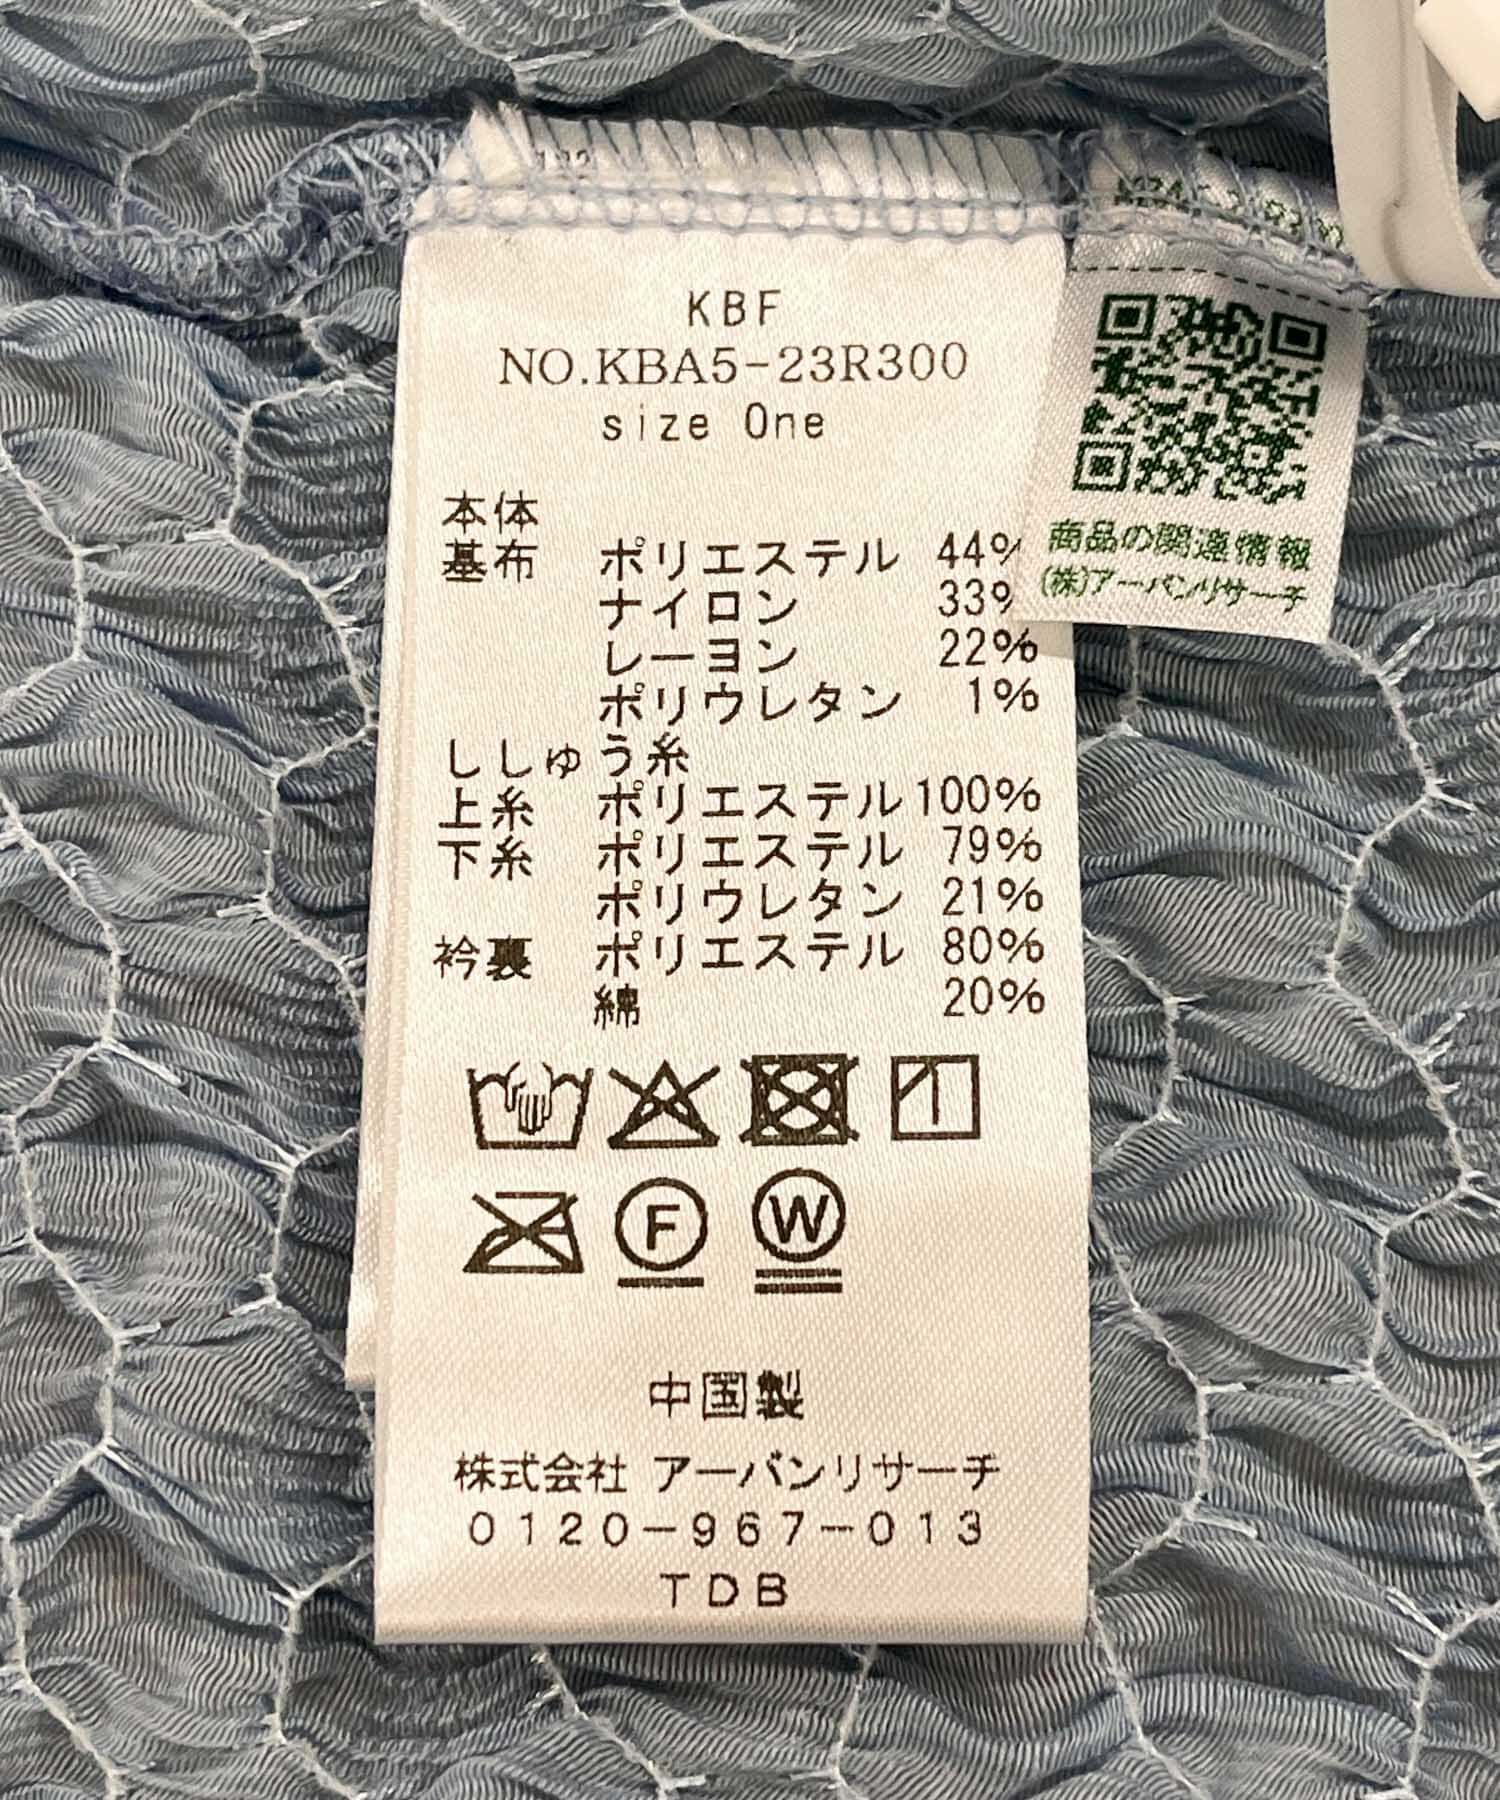 KBF
NO.KBA5-23R300
size One
本体
基布 ポリエステル 44%
ナイロン 33%
レーヨン 22%
ポリウレタン 1%
ししゅう糸
上糸 ポリエステル 100%
下糸 ポリエステル 79%
ポリウレタン 21%
衿裏 ポリエステル 80%
綿 20%
F
W
中国製
株式会社 アーバンリサーチ
0120-967-013
TDB
商品の関連情報
(株)アーバンリサーチ